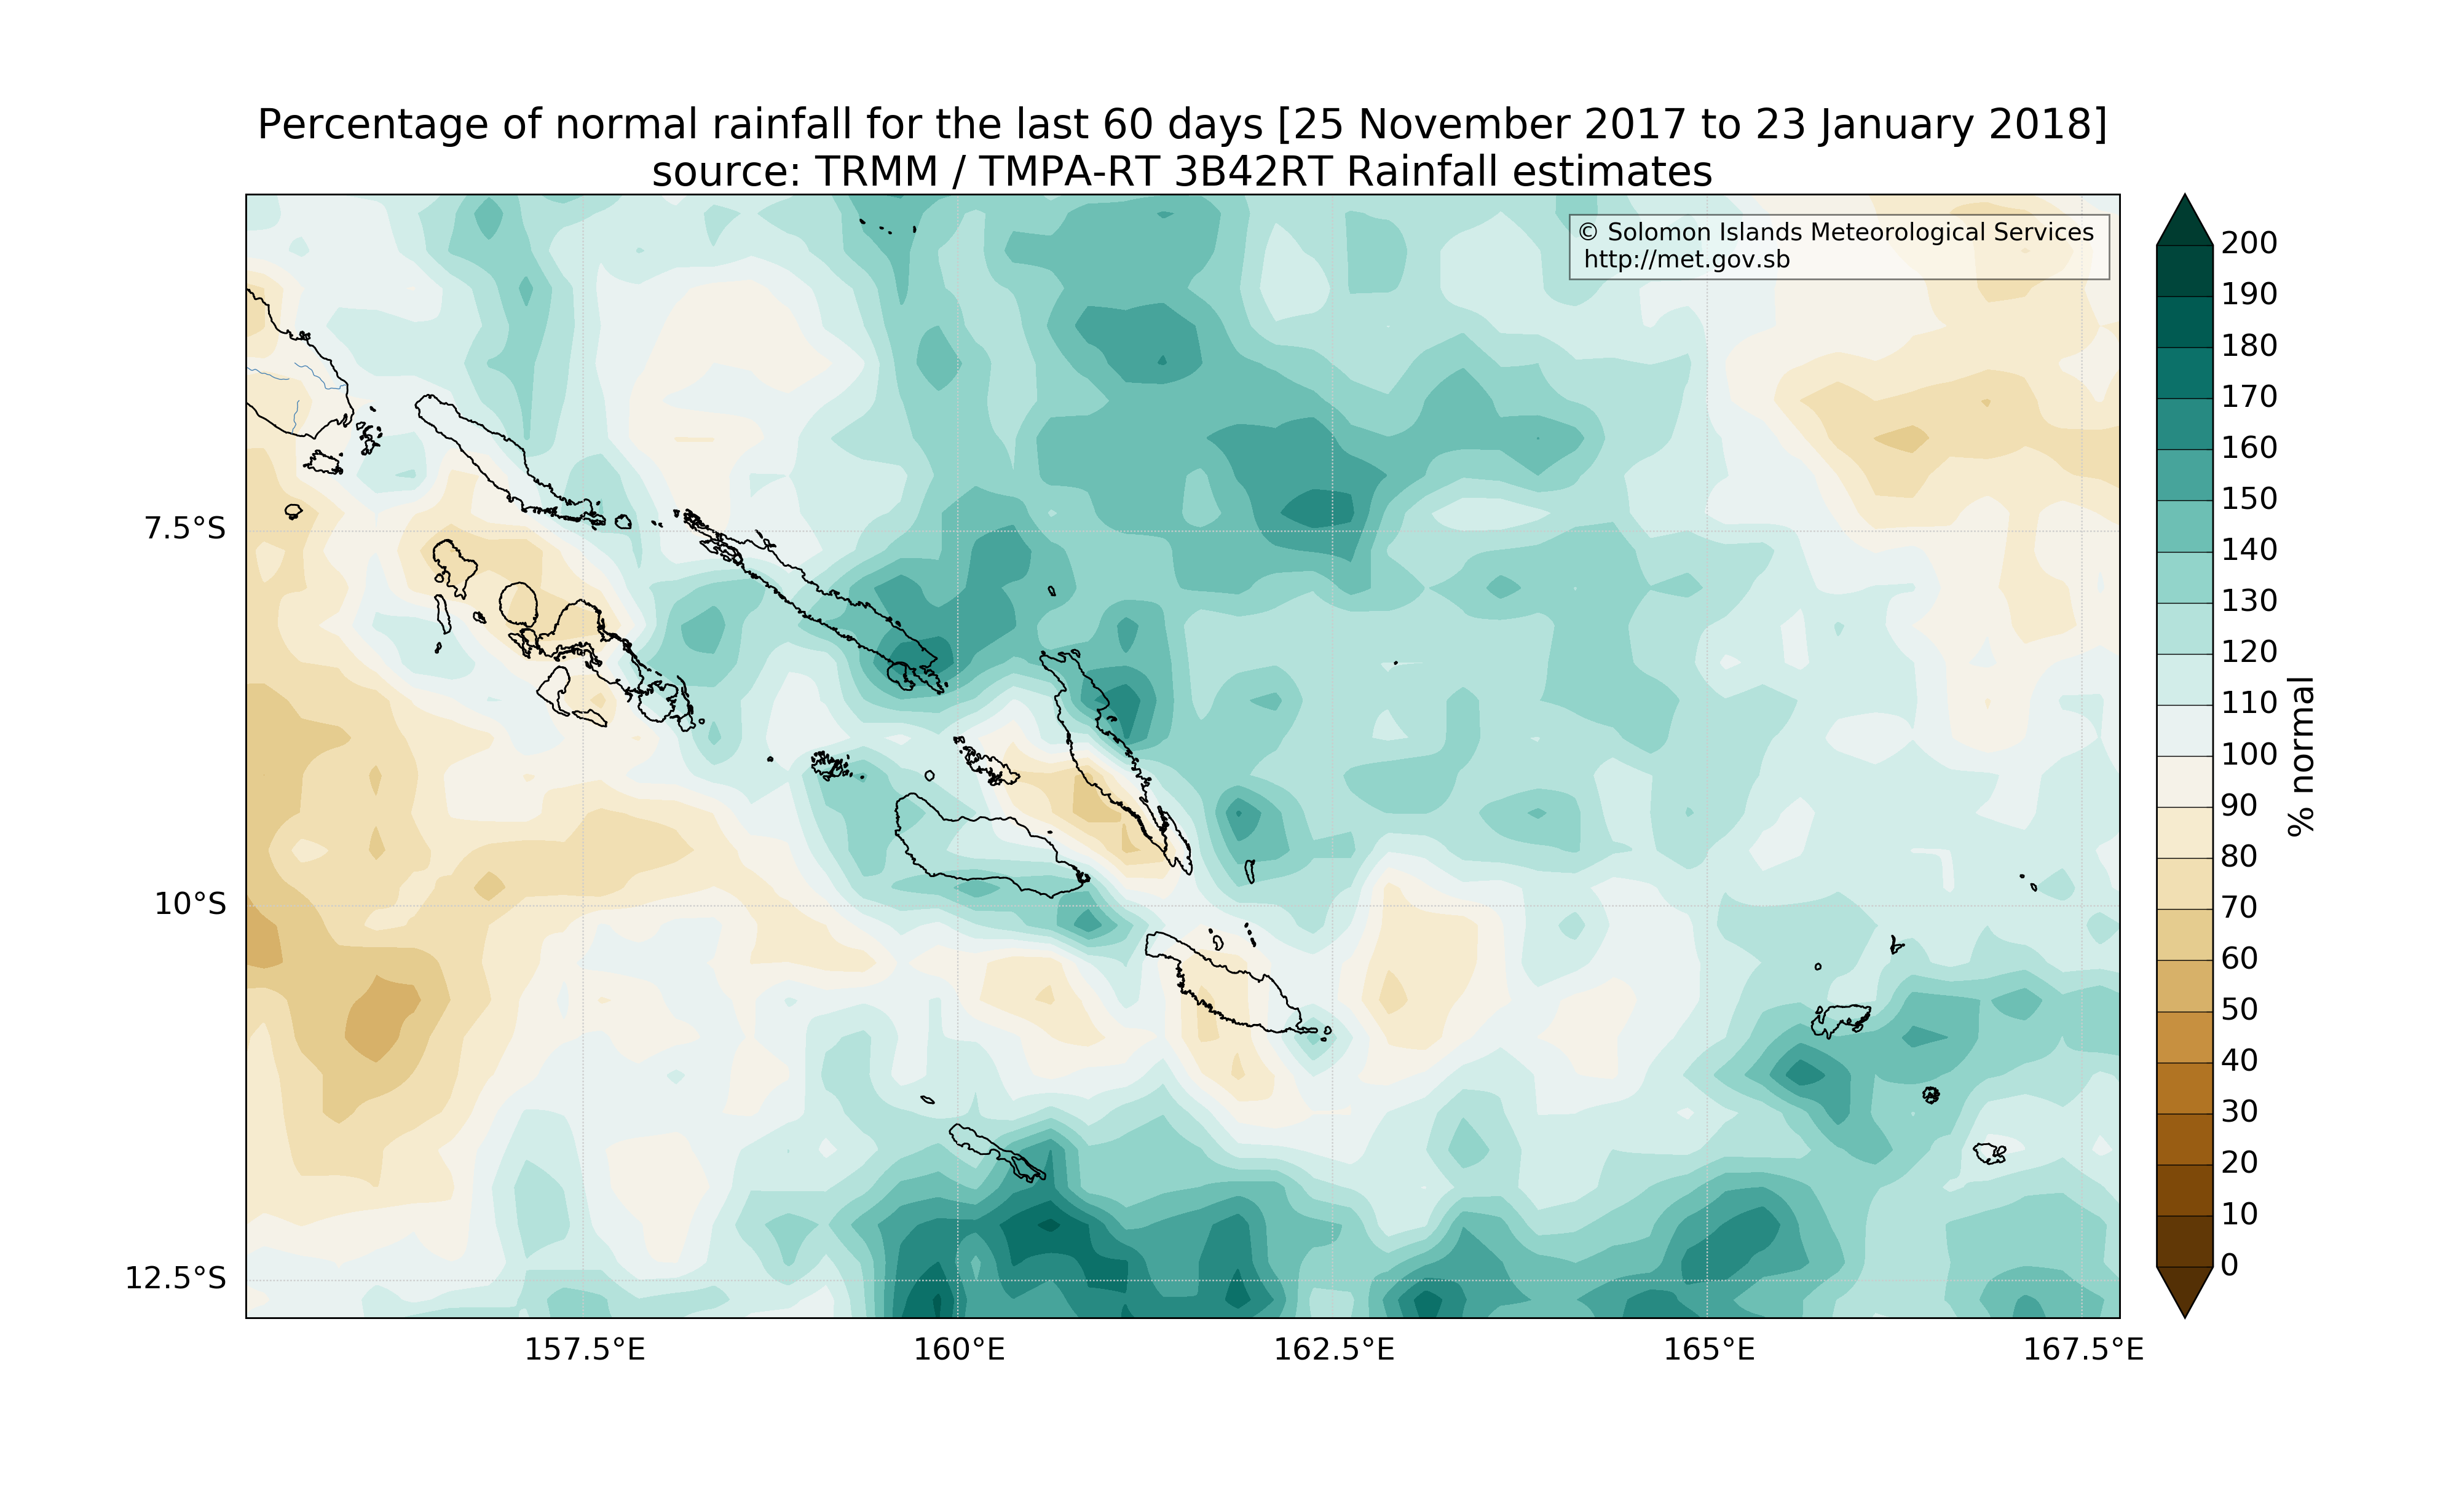 Percentage of normal rainfall for the last 60 days [25 November 2017 to 23 January 2018]
source: TRMM / TMPA-RT 3B42RT Rainfall estimates
© Solomon Islands Meteorological Services
http://met.gov.sb
7.5°S
10°S
12.5°S
157.5°E
160°E
162.5°E
165°E
167.5°E
200
190
180
170
160
150
140
130
120
110
100
90
80
70
60
50
40
30
20
10
0
% normal